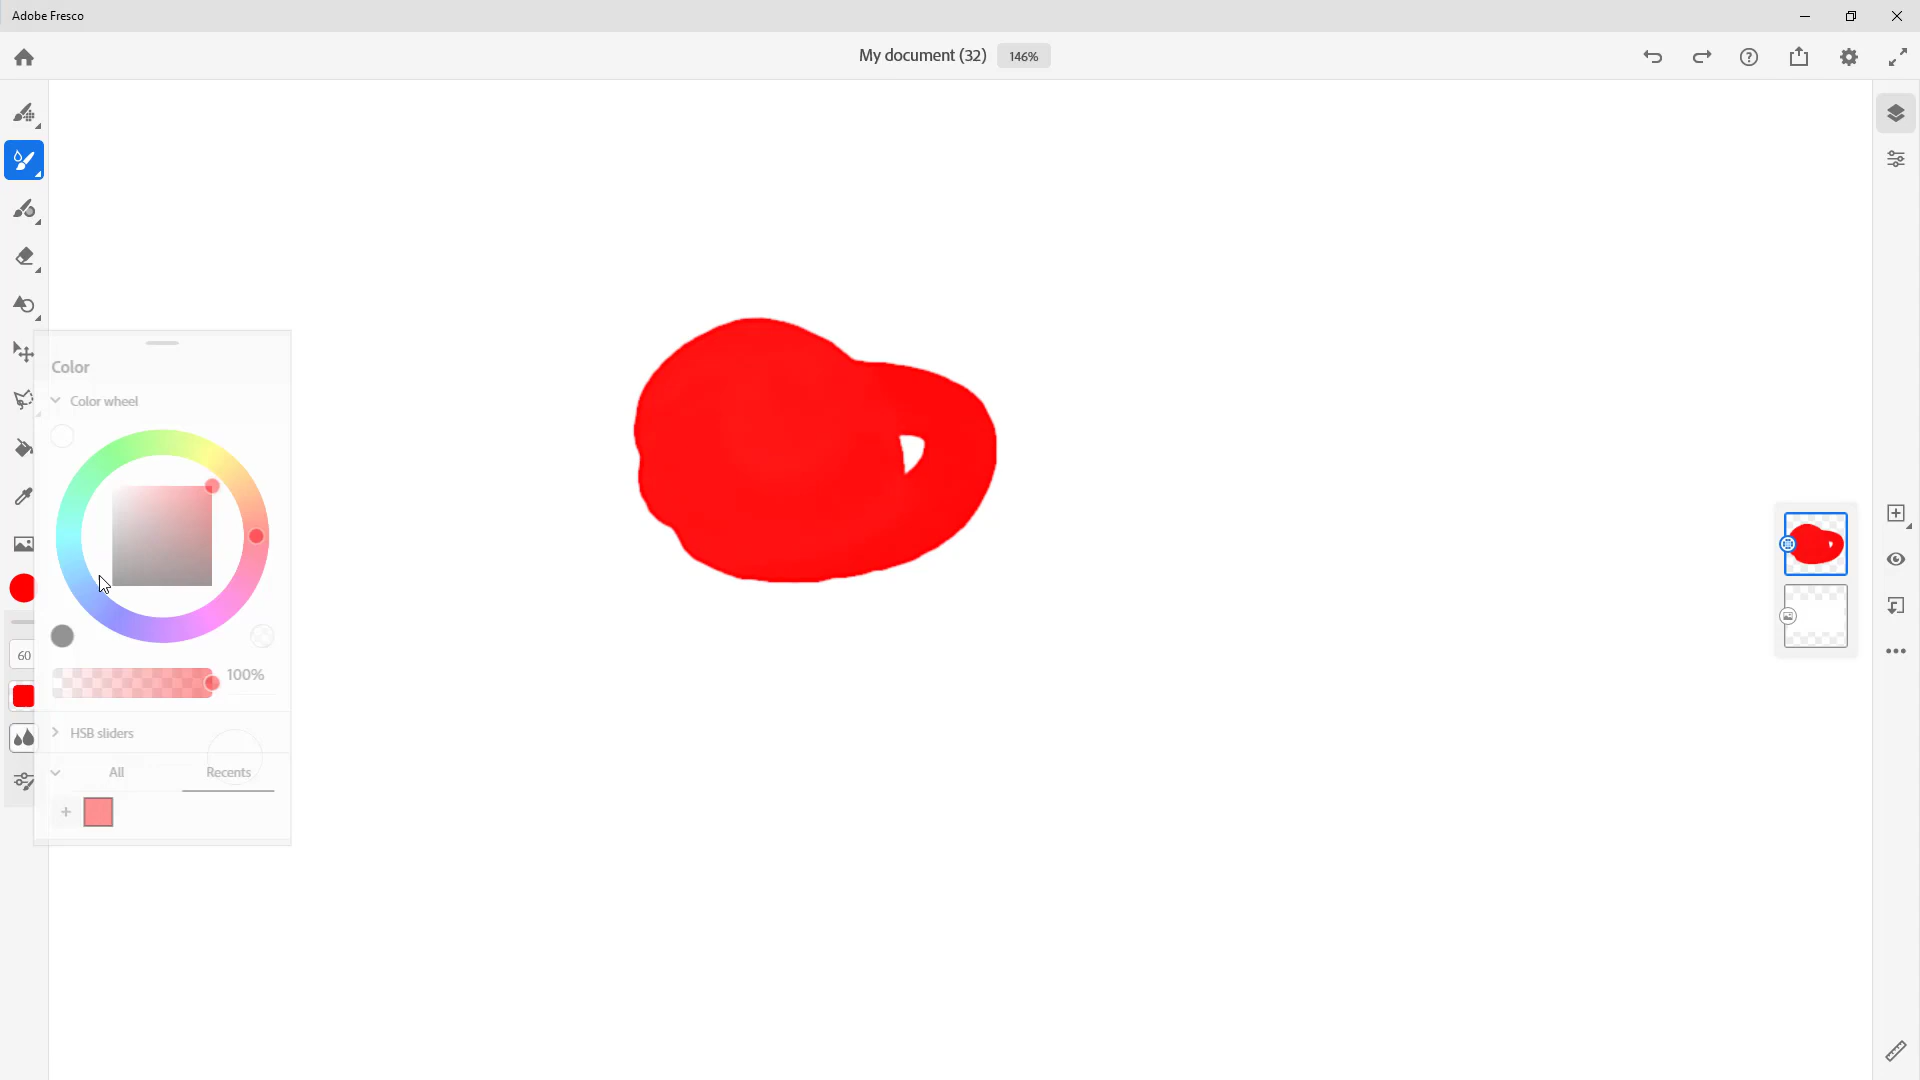 Adobe Fresco
My document (32) 146%
Color
Color wheel
60
100%
HSB sliders
All Recents